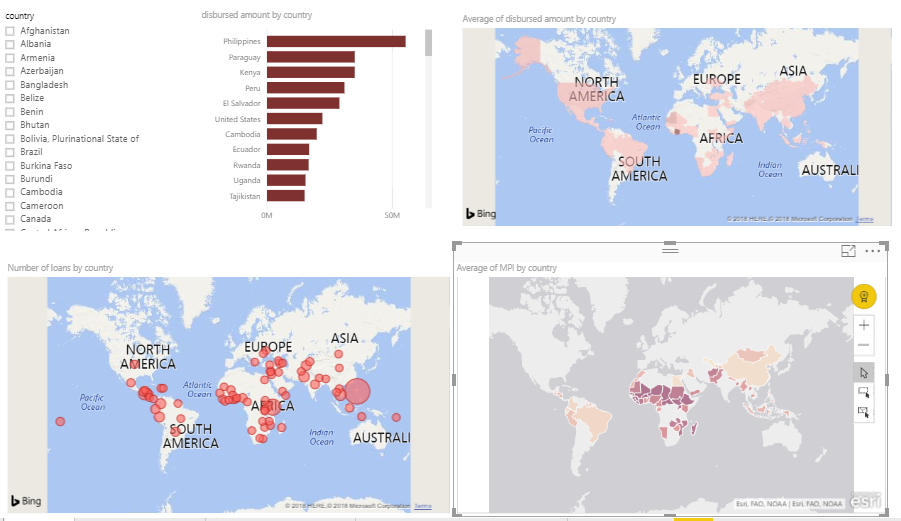 country
Afghanistan
Albania
Armenia
Azerbaijan
Bangladesh
Belize
Benin
Bhutan
Bolivia, Plurinational State of
Brazil
Burkina Faso
Burundi
Cambodia
Cameroon
Canada
disbursed amount by country
Philippines
Paraguay
Kenya
Peru
El Salvador
United States
Cambodia
Ecuador
Rwanda
Uganda
Tajikistan
0M
50M
Average of disbursed amount by country
NORTH
AMERICA
EUROPE
ASIA
Pacific
Ocean
Atlantic
Ocean
AFRICA
SOUTH
AMERICA
Indian
Ocean
AUSTRALI
Bing
© 2018 HERE, © 2018 Microsoft Corporation Terms
Number of loans by country
NORTH
AMERICA
EUROPE
ASIA
Pacific
Ocean
Atlantic
Ocean
AFRICA
SOUTH
AMERICA
Indian
Ocean
AUSTRALI
Bing
© 2018 HERE, © 2018 Microsoft Corporation Terms
Average of MPI by country
Esri, FAO, NOAA | Esri, FAO, NOAA
esri